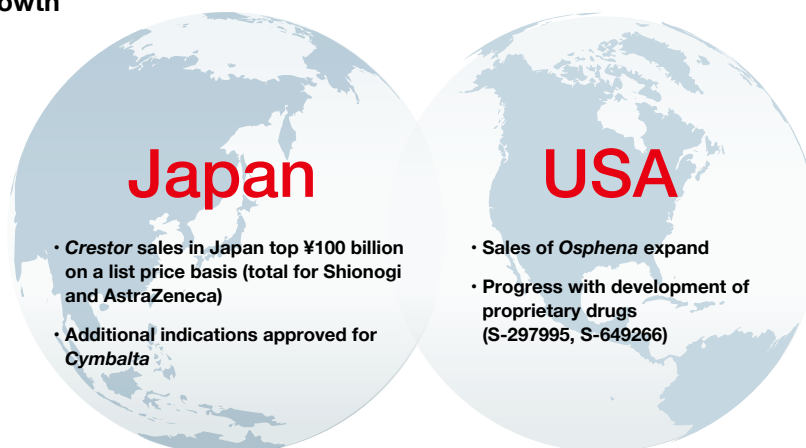 Japan
· Crestor sales in Japan top ¥100 billion
on a list price basis (total for Shionogi
and AstraZeneca)
· Additional indications approved for
Cymbalta
USA
· Sales of Osphena expand
· Progress with development of
proprietary drugs
(S-297995, S-649266)